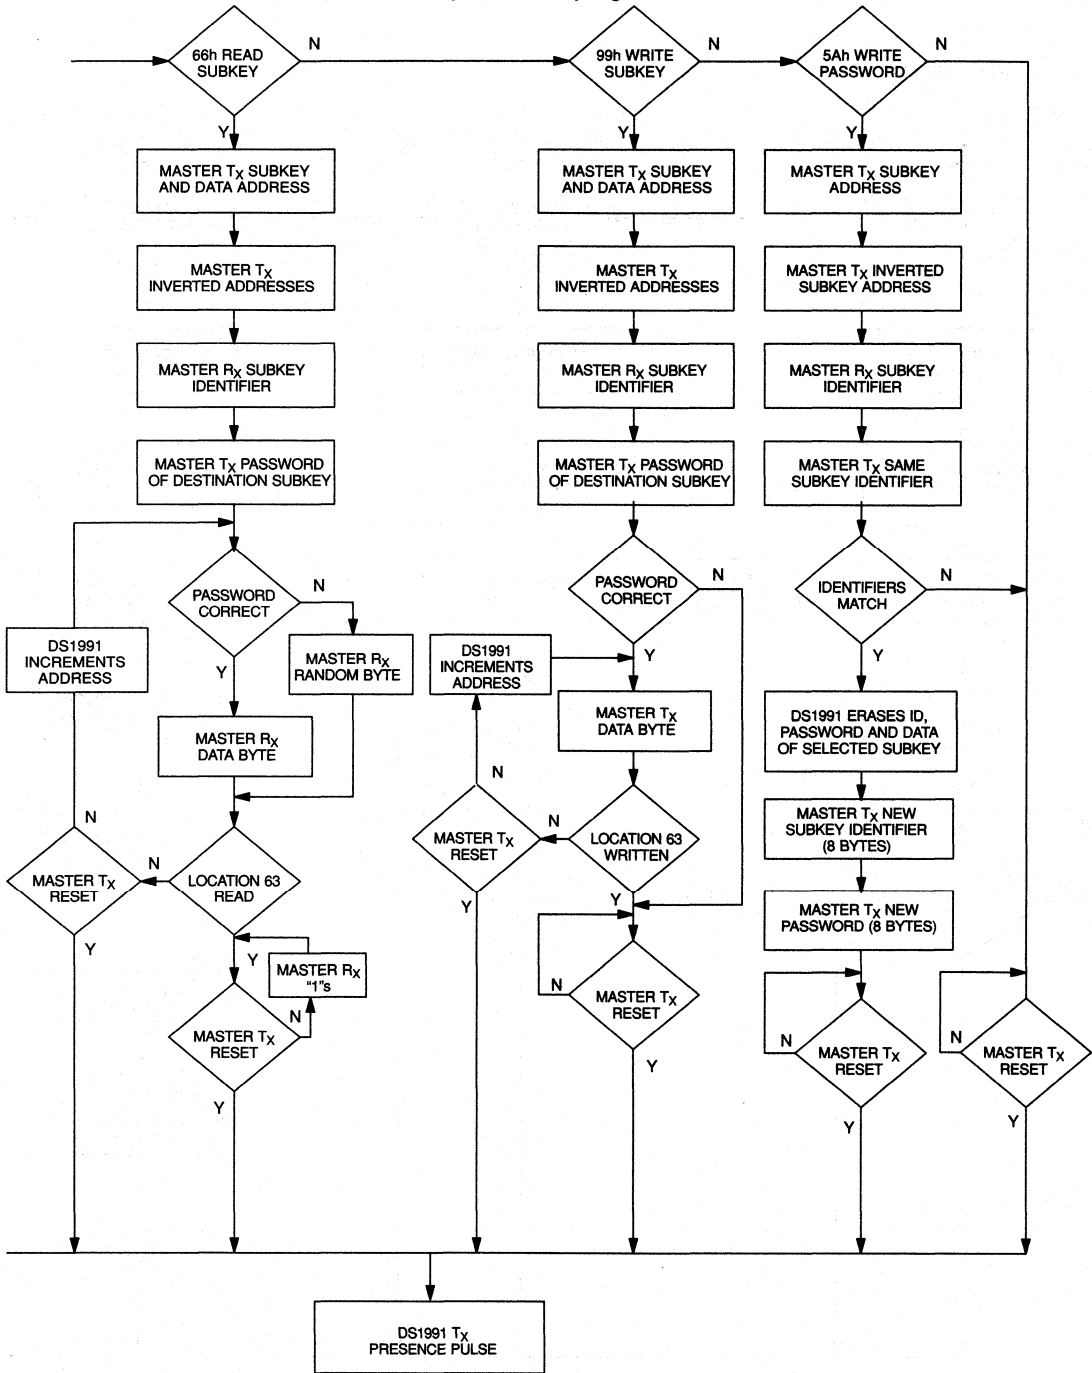 66h READ
SUBKEY
N
Y
MASTER TX SUBKEY
AND DATA ADDRESS
MASTER TX
INVERTED ADDRESSES
MASTER RX SUBKEY
IDENTIFIER
MASTER TX PASSWORD
OF DESTINATION SUBKEY
PASSWORD
CORRECT
N
Y
DS1991
INCREMENTS
ADDRESS
MASTER RX
RANDOM BYTE
MASTER RX
DATA BYTE
N
MASTER TX
RESET
Y
N
LOCATION 63
READ
Y
MASTER RX
"1"s
N
MASTER TX
RESET
Y
99h WRITE
SUBKEY
N
Y
MASTER TX SUBKEY
AND DATA ADDRESS
MASTER TX
INVERTED ADDRESSES
MASTER RX SUBKEY
IDENTIFIER
MASTER TX PASSWORD
OF DESTINATION SUBKEY
PASSWORD
CORRECT
N
Y
DS1991
INCREMENTS
ADDRESS
MASTER TX
DATA BYTE
N
MASTER TX
RESET
Y
N
LOCATION 63
WRITTEN
Y
N
MASTER TX
RESET
Y
5Ah WRITE
PASSWORD
N
Y
MASTER TX SUBKEY
ADDRESS
MASTER TX INVERTED
SUBKEY ADDRESS
MASTER RX SUBKEY
IDENTIFIER
MASTER TX SAME
SUBKEY IDENTIFIER
IDENTIFIERS
MATCH
N
Y
DS1991 ERASES ID,
PASSWORD AND DATA
OF SELECTED SUBKEY
MASTER TX NEW
SUBKEY IDENTIFIER
(8 BYTES)
MASTER TX NEW
PASSWORD (8 BYTES)
N
MASTER TX
RESET
Y
N
MASTER TX
RESET
Y
DS1991 TX
PRESENCE PULSE